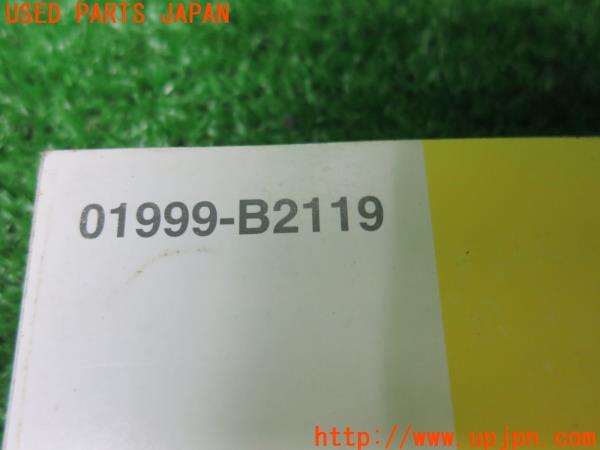 USED PARTS JAPAN
01999-B2119
http://www.upjpn.com